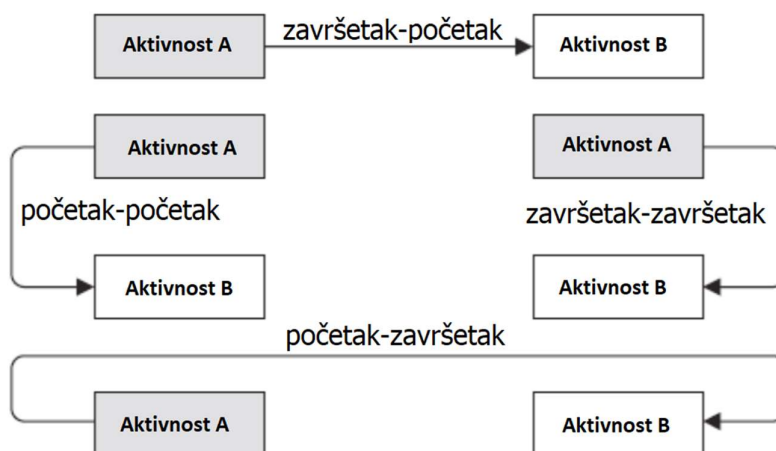 Aktivnost A
završetak-početak
Aktivnost B
Aktivnost A
početak-početak
Aktivnost B
Aktivnost A
završetak-završetak
Aktivnost B
početak-završetak
Aktivnost A
Aktivnost B